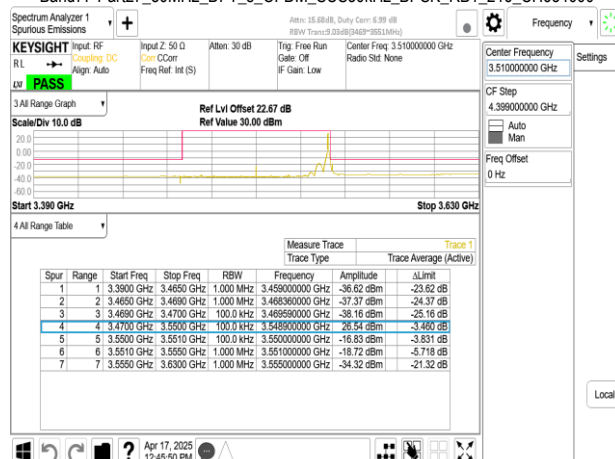 Spectrum Analyzer 1
Spurious Emissions
Attn: 15.68dB, Duty Corr: 6.99 dB
RBW Trans:9.03dB(3469~3551MHz)
Frequency
KEYSIGHT
RL
Input: RF
Coupling: DC
Align: Auto
Input Z: 50 Ω
Corr CCorr
Freq Ref: Int (S)
Atten: 30 dB
Trig: Free Run
Gate: Off
IF Gain: Low
Center Freq: 3.510000000 GHz
Radio Std: None
LXI PASS
Center Frequency
3.510000000 GHz
Settings
CF Step
4.399000000 GHz
Auto
Man
Freq Offset
0 Hz
3 All Range Graph
Scale/Div 10.0 dB
Ref Lvl Offset 22.67 dB
Ref Value 30.00 dBm
20.0
0.00
-20.0
-40.0
-60.0
Start 3.390 GHz
Stop 3.630 GHz
4 All Range Table
Measure Trace Trace 1
Trace Type Trace Average (Active)
Spur Range Start Freq Stop Freq RBW Frequency Amplitude ΔLimit
1 1 3.3900 GHz 3.4650 GHz 1.000 MHz 3.459000000 GHz -36.62 dBm -23.62 dB
2 2 3.4650 GHz 3.4690 GHz 1.000 MHz 3.468360000 GHz -37.37 dBm -24.37 dB
3 3 3.4690 GHz 3.4700 GHz 100.0 kHz 3.469590000 GHz -38.16 dBm -25.16 dB
4 4 3.4700 GHz 3.5500 GHz 100.0 kHz 3.548900000 GHz 26.54 dBm -3.460 dB
5 5 3.5500 GHz 3.5510 GHz 100.0 kHz 3.550000000 GHz -16.83 dBm -3.831 dB
6 6 3.5510 GHz 3.5550 GHz 1.000 MHz 3.551000000 GHz -18.72 dBm -5.718 dB
7 7 3.5550 GHz 3.6300 GHz 1.000 MHz 3.555000000 GHz -34.32 dBm -21.32 dB
Local
Apr 17, 2025
12:45:50 PM